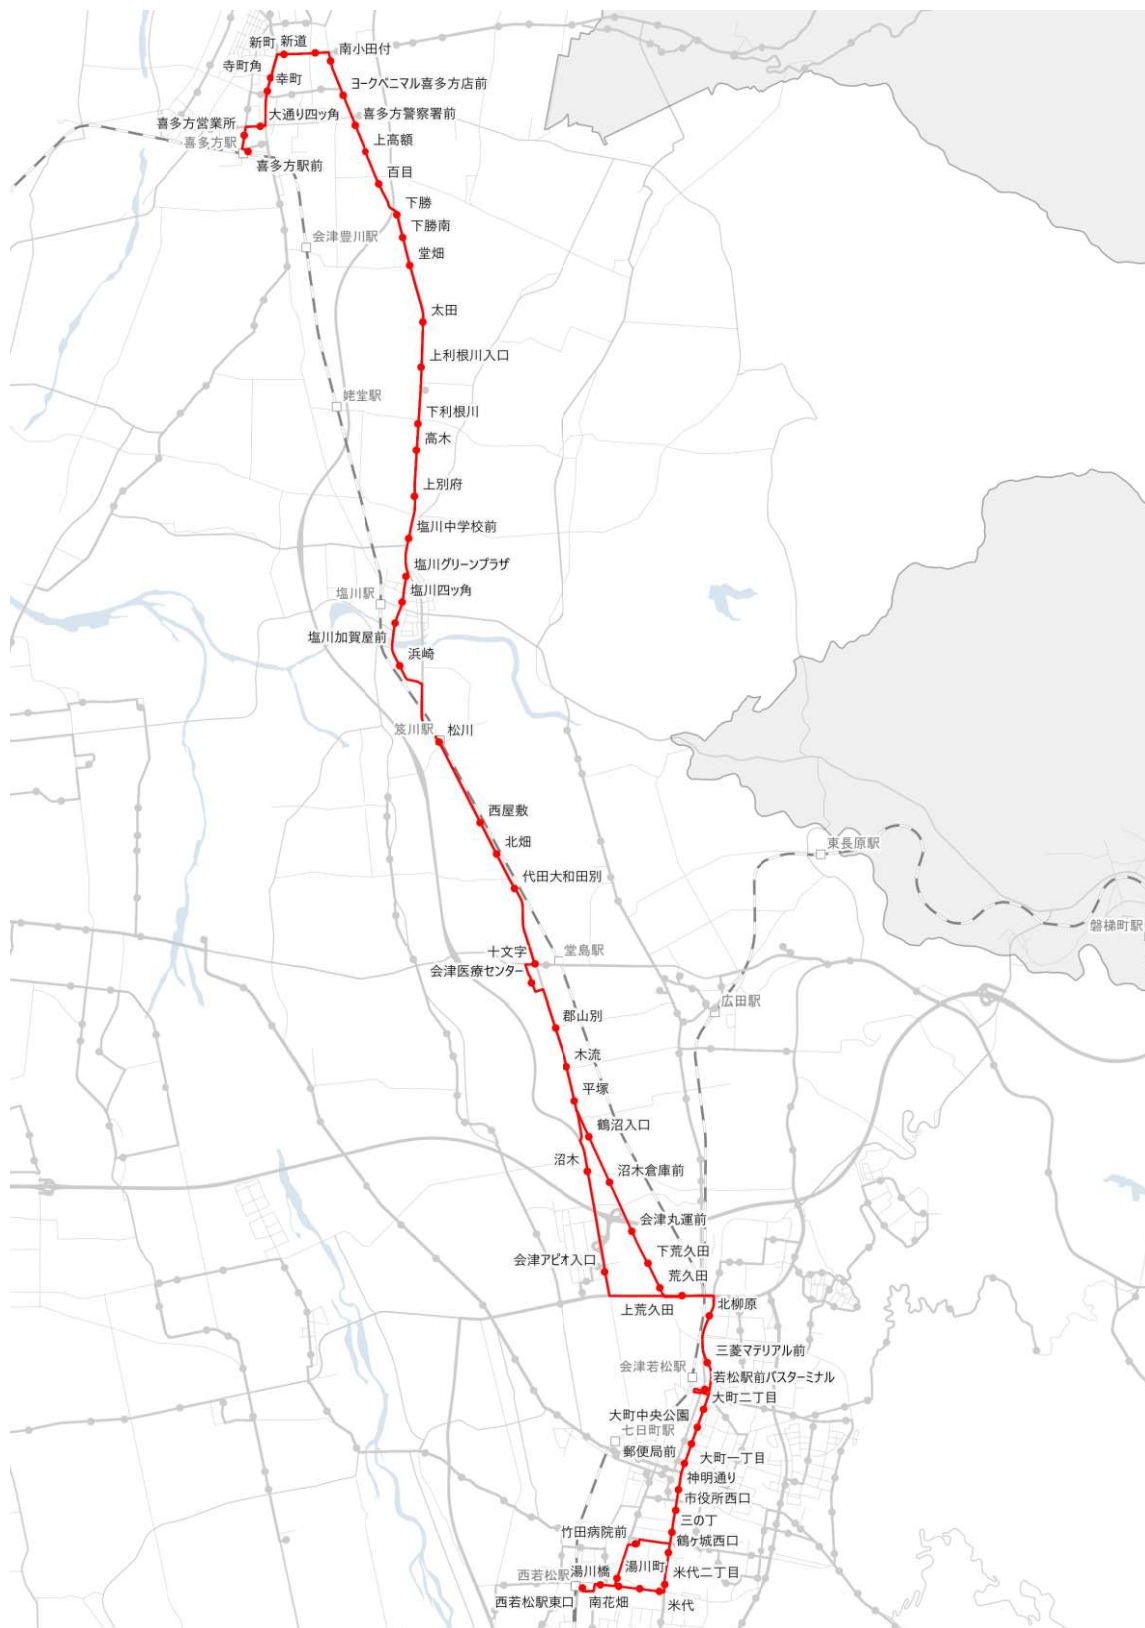 新町
新道
南小田付
寺町角
幸町
ヨークベニマル喜多方店前
大通り四ッ角
喜多方警察署前
喜多方営業所
喜多方駅
喜多方駅前
上高額
百目
下勝
下勝南
会津豊川駅
堂畑
太田
上利根川入口
姥堂駅
下利根川
高木
上別府
塩川中学校前
塩川グリーンプラザ
塩川駅
塩川四ッ角
塩川加賀屋前
浜崎
笈川駅
松川
西屋敷
北畑
東長原駅
代田大和田別
磐梯町駅
十文字
堂島駅
会津医療センター
広田駅
郡山別
木流
平塚
鶴沼入口
沼木
沼木倉庫前
会津丸運前
会津アピオ入口
下荒久田
荒久田
上荒久田
北柳原
三菱マテリアル前
会津若松駅
若松駅前バスターミナル
大町二丁目
大町中央公園
七日町駅
郵便局前
大町一丁目
神明通り
市役所西口
三の丁
竹田病院前
鶴ヶ城西口
西若松駅
湯川橋
湯川町
米代二丁目
西若松駅東口
南花畑
米代